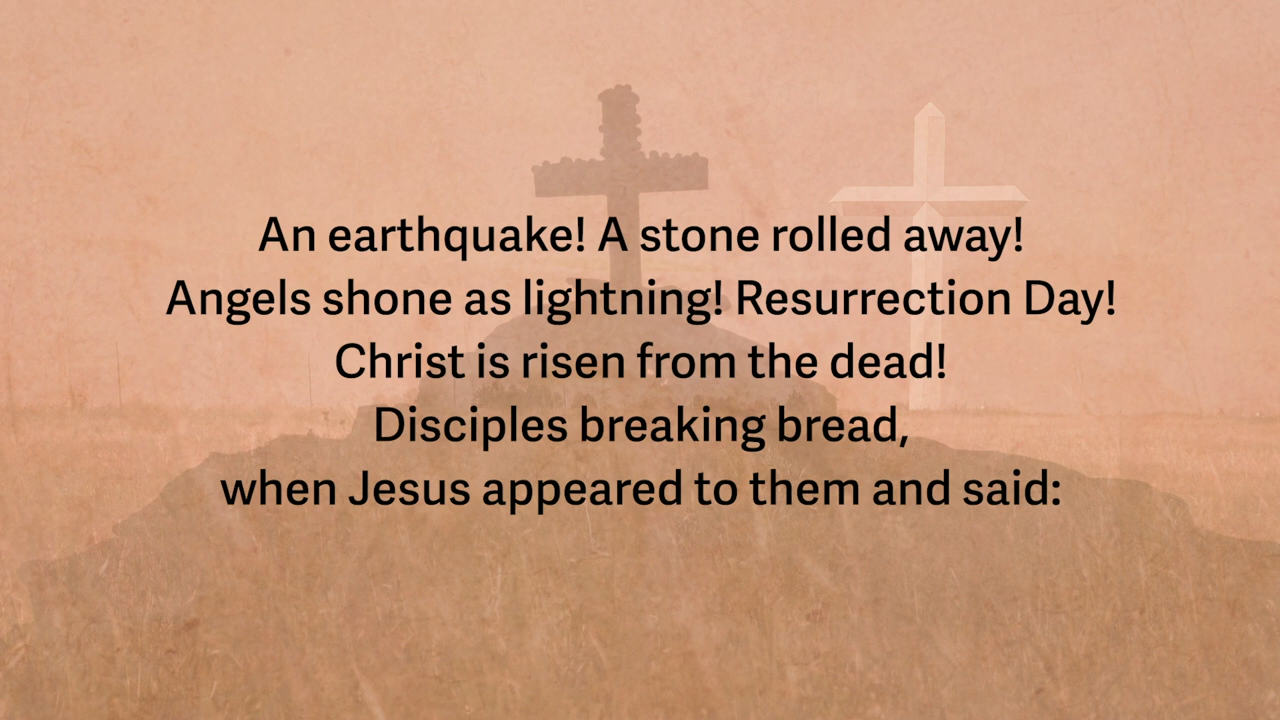 An earthquake! A stone rolled away!
Angels shone as lightning! Resurrection Day!
Christ is risen from the dead!
Disciples breaking bread,
when Jesus appeared to them and said: